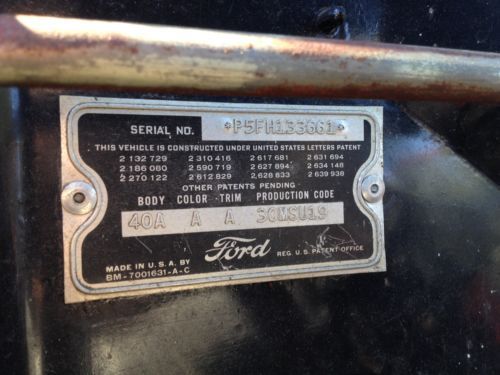 SERIAL NO. *P5FH133661*
THIS VEHICLE IS CONSTRUCTED UNDER UNITED STATES LETTERS PATENT
2 132 729 2 310 416 2 617 681 2 631 694
2 186 080 2 590 719 2 627 894 2 634 148
2 270 122 2 612 829 2 628 833 2 639 938
OTHER PATENTS PENDING
BODY COLOR - TRIM PRODUCTION CODE
40A A A 30MSU19
MADE IN U.S.A. BY
BM-7001631-A-C
Ford
REG. U.S. PATENT OFFICE